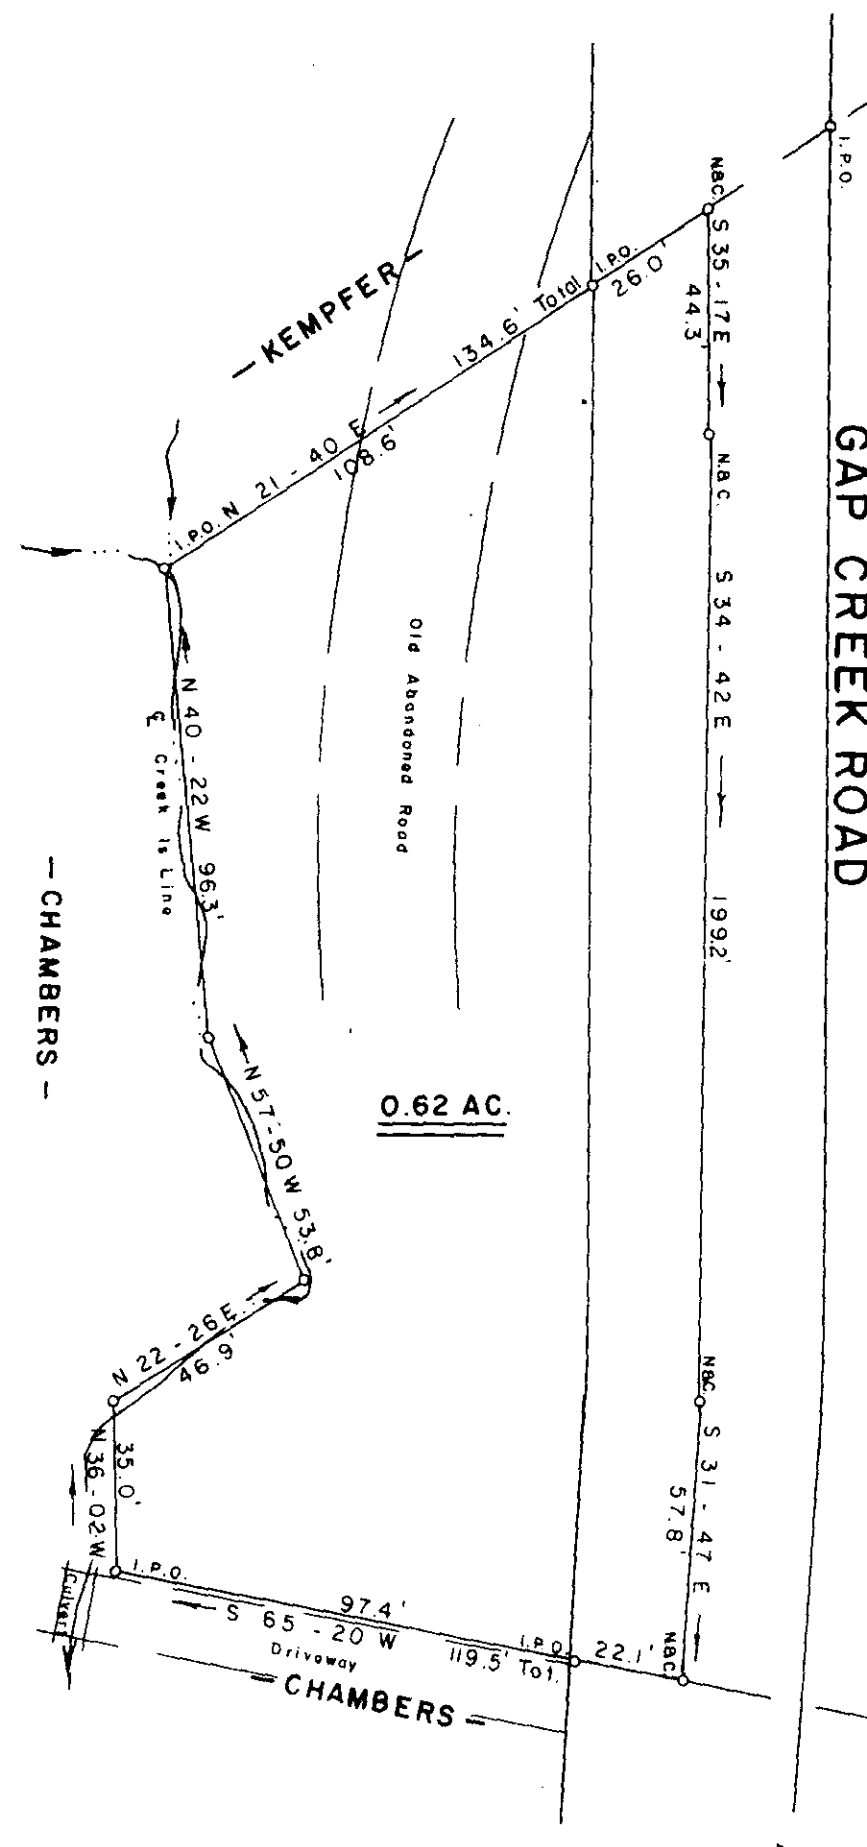 I.P.O.
N&C.
S 35-17 E
44.3'
I.P.O.
26.0'
134.6' Total
— KEMPFER —
N 21 - 40 E
108.6'
I.P.O.
N&C.
S 34 - 42 E
199.2'
GAP CREEK ROAD
Old Abandoned Road
N 40 - 22 W 96.3'
℄ Creek Is Line
— CHAMBERS —
0.62 AC.
N 57-50 W 53.8'
N 22 - 26 E
46.9'
N 36-02 W
35.0'
I.P.O.
Culvert
97.4'
S 65 - 20 W
119.5' Tot.
Driveway
— CHAMBERS —
I.P.O.
22.1'
N&C.
S 31 - 47 E
57.8'
N&C.